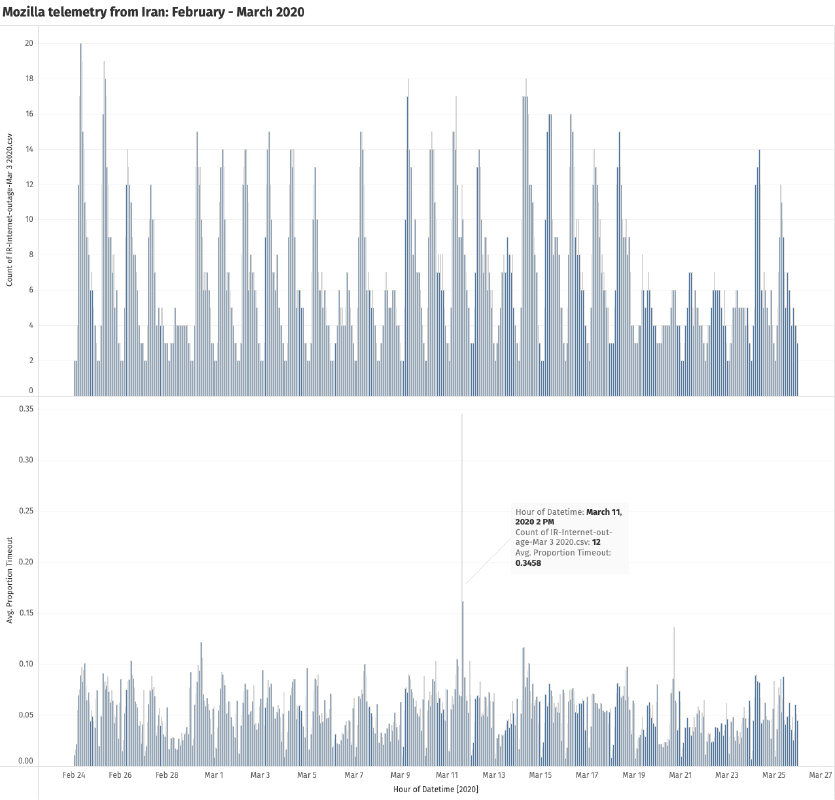 Mozilla telemetry from Iran: February - March 2020
20
18
16
14
12
10
8
6
4
2
0
Count of IR-Internet-outage-Mar 3 2020.csv
0.35
0.30
0.25
0.20
0.15
0.10
0.05
0.00
Avg. Proportion Timeout
Hour of Datetime: March 11,
2020 2 PM
Count of IR-Internet-out-
age-Mar 3 2020.csv: 12
Avg. Proportion Timeout:
0.3458
Feb 24 Feb 26 Feb 28 Mar 1 Mar 3 Mar 5 Mar 7 Mar 9 Mar 11 Mar 13 Mar 15 Mar 17 Mar 19 Mar 21 Mar 23 Mar 25 Mar 27
Hour of Datetime [2020]